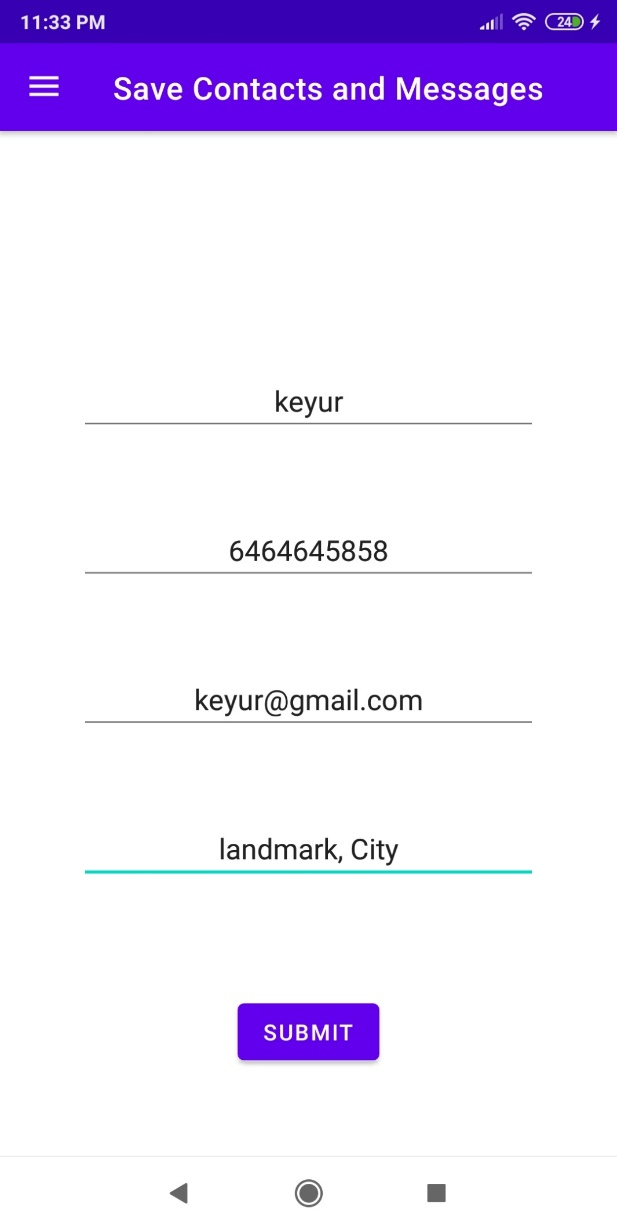 11:33 PM 24
Save Contacts and Messages
keyur
6464645858
keyur@gmail.com
landmark, City
SUBMIT